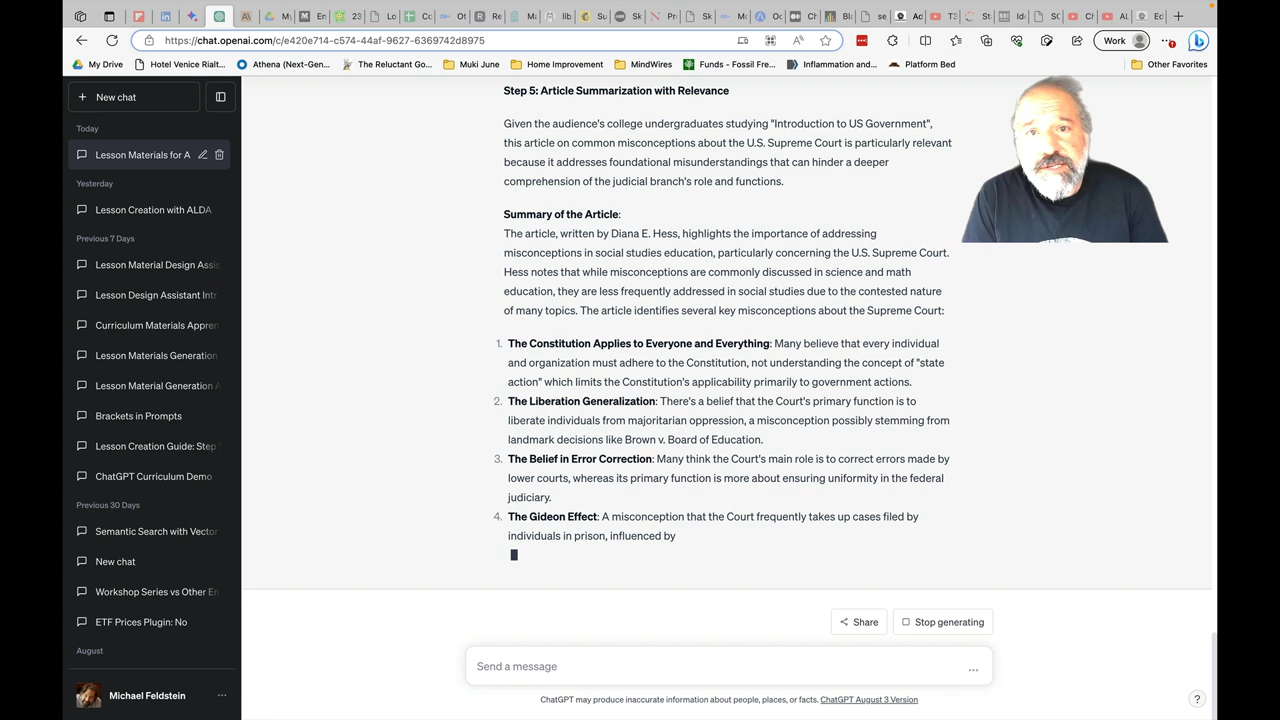 https://chat.openai.com/c/e420e714-c574-44af-9627-6369742d8975
Work
My Drive
Hotel Venice Rialt...
Athena (Next-Gen...
The Reluctant Go...
Muki June
Home Improvement
MindWires
Funds - Fossil Fre...
Inflammation and...
Platform Bed
Other Favorites
New chat
Today
Lesson Materials for A
Yesterday
Lesson Creation with ALDA
Previous 7 Days
Lesson Material Design Assis
Lesson Design Assistant Intr
Curriculum Materials Appren
Lesson Materials Generation
Lesson Material Generation A
Brackets in Prompts
Lesson Creation Guide: Step
ChatGPT Curriculum Demo
Previous 30 Days
Semantic Search with Vector
New chat
Workshop Series vs Other En
ETF Prices Plugin: No
August
Michael Feldstein
Step 5: Article Summarization with Relevance
Given the audience's college undergraduates studying "Introduction to US Government",
this article on common misconceptions about the U.S. Supreme Court is particularly relevant
because it addresses foundational misunderstandings that can hinder a deeper
comprehension of the judicial branch's role and functions.
Summary of the Article:
The article, written by Diana E. Hess, highlights the importance of addressing
misconceptions in social studies education, particularly concerning the U.S. Supreme Court.
Hess notes that while misconceptions are commonly discussed in science and math
education, they are less frequently addressed in social studies due to the contested nature
of many topics. The article identifies several key misconceptions about the Supreme Court:
1. The Constitution Applies to Everyone and Everything: Many believe that every individual
and organization must adhere to the Constitution, not understanding the concept of "state
action" which limits the Constitution's applicability primarily to government actions.
2. The Liberation Generalization: There's a belief that the Court's primary function is to
liberate individuals from majoritarian oppression, a misconception possibly stemming from
landmark decisions like Brown v. Board of Education.
3. The Belief in Error Correction: Many think the Court's main role is to correct errors made by
lower courts, whereas its primary function is more about ensuring uniformity in the federal
judiciary.
4. The Gideon Effect: A misconception that the Court frequently takes up cases filed by
individuals in prison, influenced by
Share
Stop generating
Send a message
ChatGPT may produce inaccurate information about people, places, or facts. ChatGPT August 3 Version
?